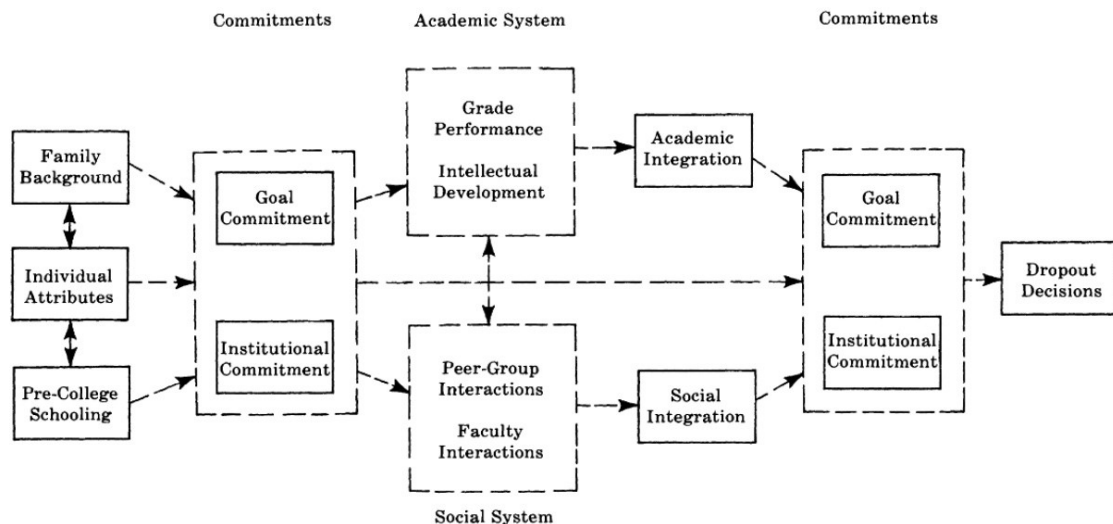 Commitments
Academic System
Commitments
Family
Background
Individual
Attributes
Pre-College
Schooling
Goal
Commitment
Institutional
Commitment
Grade
Performance
Intellectual
Development
Peer-Group
Interactions
Faculty
Interactions
Social System
Academic
Integration
Social
Integration
Goal
Commitment
Institutional
Commitment
Dropout
Decisions